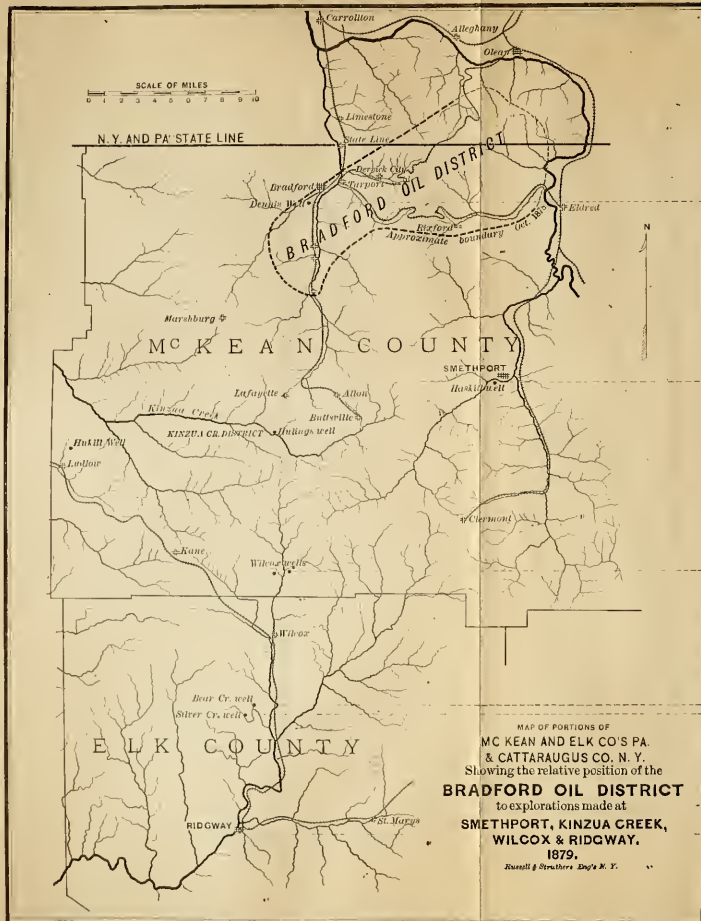 Carrollton
Alleghany
Olean
SCALE OF MILES
0 1 2 3 4 5 6 7 8 9 10
Limestone
State Line
N.Y. AND PA STATE LINE
Derrick City
Bradford
Tarport
Dennis Well
BRADFORD OIL DISTRICT
Eldred
Rixford
Approximate boundary Oct.
N
Marshburg
McKEAN COUNTY
SMETHPORT
Haskill well
Lafayette
Alton
Buttsville
Kinzua Creek
KINZUA CR. DISTRICT
Hulings well
Hukill Well
Ludlow
Clermont
Kane
Wilcox wells
Wilcox
Bear Cr. well
Silver Cr. well
ELK COUNTY
RIDGWAY
St. Marys
MAP OF PORTIONS OF
MC KEAN AND ELK CO'S PA.
& CATTARAUGUS CO. N.Y.
Showing the relative position of the
BRADFORD OIL DISTRICT
to explorations made at
SMETHPORT, KINZUA CREEK,
WILCOX & RIDGWAY.
1879.
Russell & Struthers Eng's N.Y.